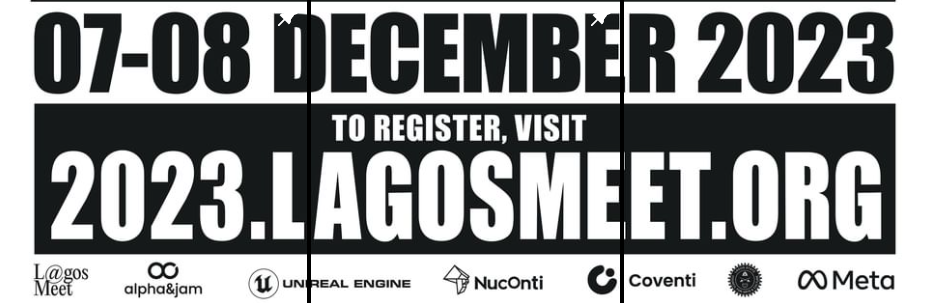 07-08 DECEMBER 2023
TO REGISTER, VISIT
2023.LAGOSMEET.ORG
L@gos
Meet
alpha&jam
UNREAL ENGINE
NucOnti
Coventi
Meta